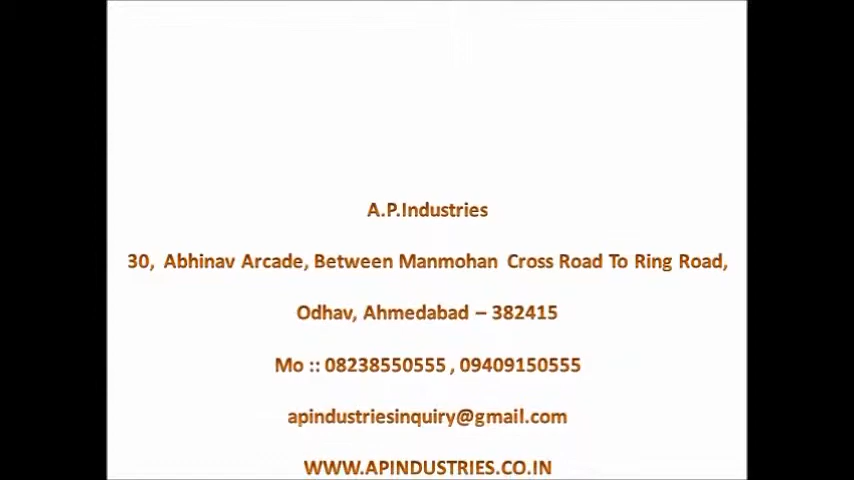 A.P.Industries
30, Abhinav Arcade, Between Manmohan Cross Road To Ring Road,
Odhav, Ahmedabad – 382415
Mo :: 08238550555 , 09409150555
apindustriesinquiry@gmail.com
WWW.APINDUSTRIES.CO.IN